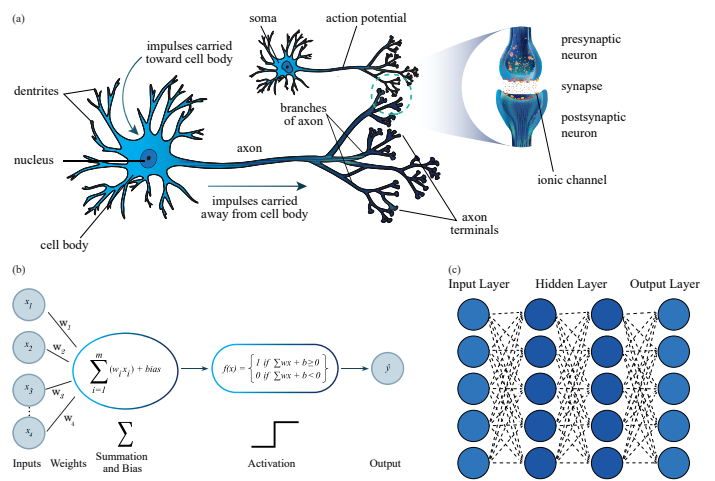 (a)
soma
action potential
impulses carried
toward cell body
presynaptic
neuron
dentrites
synapse
branches
of axon
postsynaptic
neuron
axon
nucleus
ionic channel
impulses carried
away from cell body
axon
terminals
cell body
(b)
x1
w1
x2
w2
x3
w3
x4
w4
m
∑(wi xi) + bias
i=1
f(x) = {1 if ∑wx + b≥0
0 if ∑wx + b<0}
ŷ
∑
Inputs
Weights
Summation
and Bias
Activation
Output
(c)
Input Layer
Hidden Layer
Output Layer